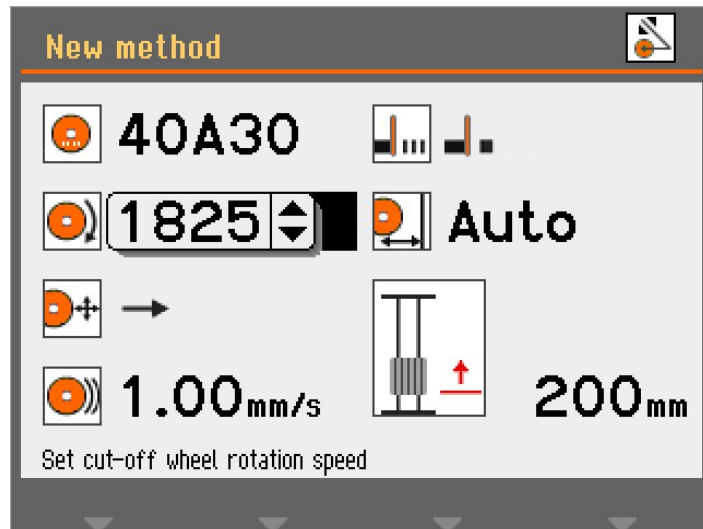 New method
40A30
1825
Auto
1.00mm/s
200mm
Set cut-off wheel rotation speed